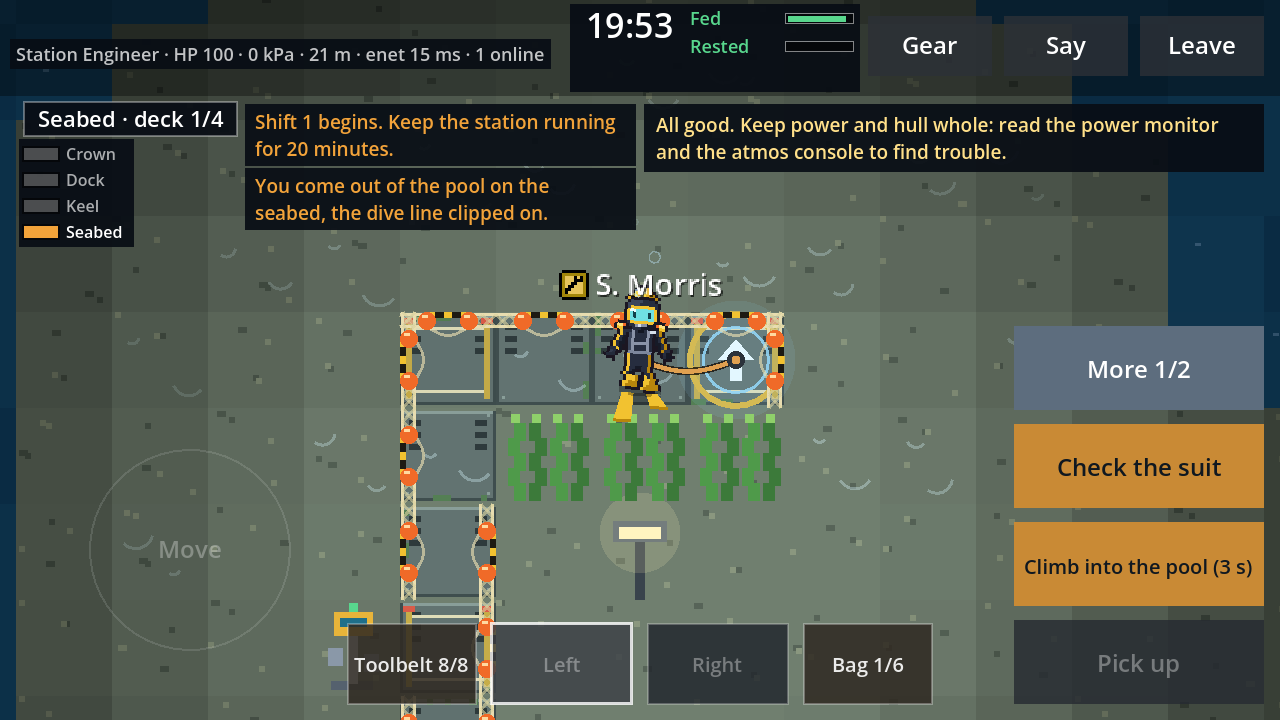 Station Engineer · HP 100 · 0 kPa · 21 m · enet 15 ms · 1 online
19:53
Fed
Rested
Gear
Say
Leave
Seabed · deck 1/4
Crown
Dock
Keel
Seabed
Shift 1 begins. Keep the station running
for 20 minutes.
You come out of the pool on the
seabed, the dive line clipped on.
All good. Keep power and hull whole: read the power monitor
and the atmos console to find trouble.
S. Morris
More 1/2
Check the suit
Climb into the pool (3 s)
Pick up
Move
Toolbelt 8/8
Left
Right
Bag 1/6